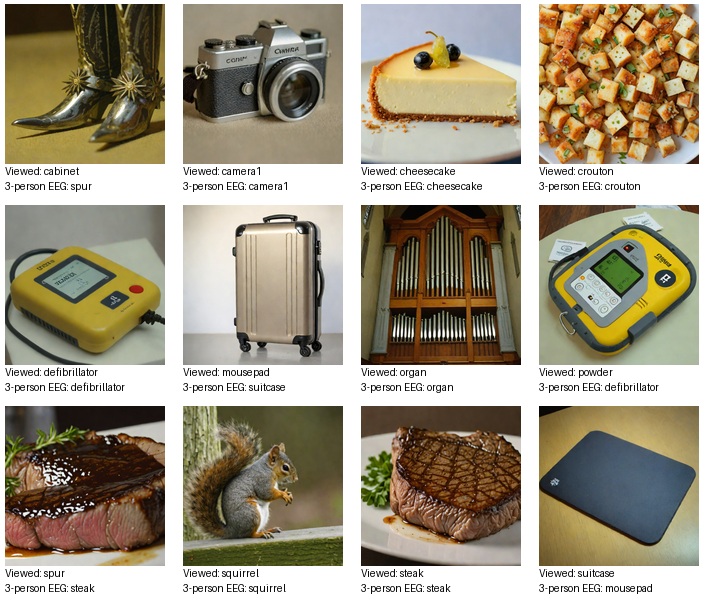 Viewed: cabinet
3-person EEG: spur
Viewed: camera1
3-person EEG: camera1
Viewed: cheesecake
3-person EEG: cheesecake
Viewed: crouton
3-person EEG: crouton
Viewed: defibrillator
3-person EEG: defibrillator
Viewed: mousepad
3-person EEG: suitcase
Viewed: organ
3-person EEG: organ
Viewed: powder
3-person EEG: defibrillator
Viewed: spur
3-person EEG: steak
Viewed: squirrel
3-person EEG: squirrel
Viewed: steak
3-person EEG: steak
Viewed: suitcase
3-person EEG: mousepad